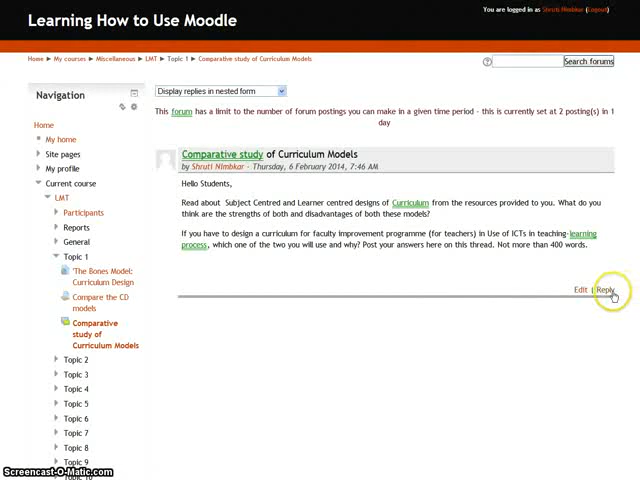 You are logged in as Shruti Nimbkar (Logout)
Learning How to Use Moodle
Home ► My courses ► Miscellaneous ► LMT ► Topic 1 ► Comparative study of Curriculum Models
Search forums
Navigation
Home
My home
Site pages
My profile
Current course
LMT
Participants
Reports
General
Topic 1
'The Bones Model:
Curriculum Design
Compare the CD
models
Comparative
study of
Curriculum Models
Topic 2
Topic 3
Topic 4
Topic 5
Topic 6
Topic 7
Topic 8
Topic 9
Topic 10
Display replies in nested form
This forum has a limit to the number of forum postings you can make in a given time period - this is currently set at 2 posting(s) in 1
day
Comparative study of Curriculum Models
by Shruti Nimbkar - Thursday, 6 February 2014, 7:46 AM
Hello Students,
Read about Subject Centred and Learner centred designs of Curriculum from the resources provided to you. What do you
think are the strengths of both and disadvantages of both these models?
If you have to design a curriculum for faculty improvement programme (for teachers) in Use of ICTs in teaching-learning
process, which one of the two you will use and why? Post your answers here on this thread. Not more than 400 words.
Edit | Reply
Screencast-O-Matic.com